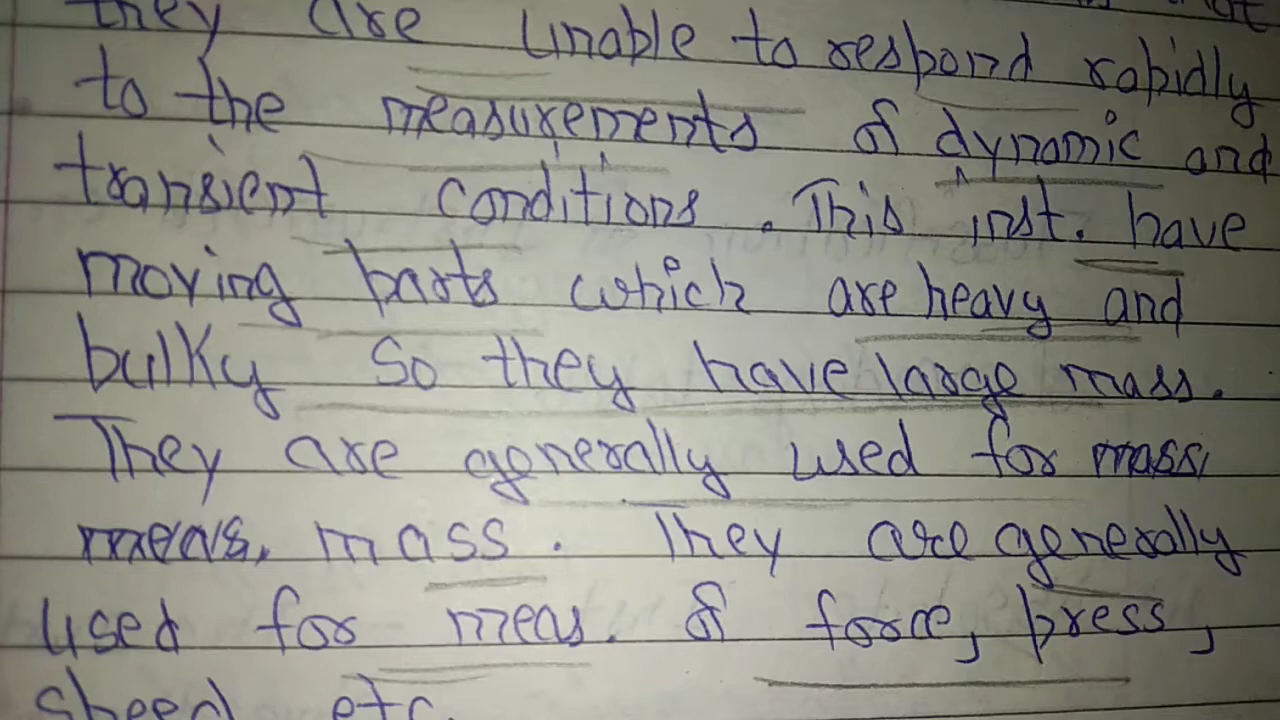 they are unable to respond rapidly
to the measurements of dynamic and
transient conditions. This inst. have
moving parts which are heavy and
bulky so they have large mass.
They are generally used for mass
meas. mass. They are generally
used for meas. of force, press,
speed etc.